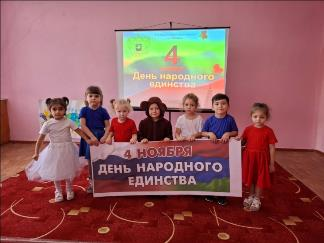 4
День народного
единства
4 НОЯБРЯ
ДЕНЬ НАРОДНОГО
ЕДИНСТВА